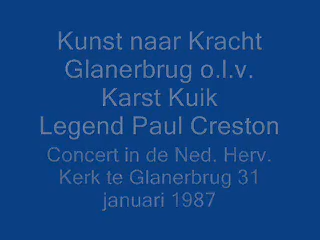 Kunst naar Kracht
Glanerbrug o.l.v.
Karst Kuik
Legend Paul Creston
Concert in de Ned. Herv.
Kerk te Glanerbrug 31
januari 1987